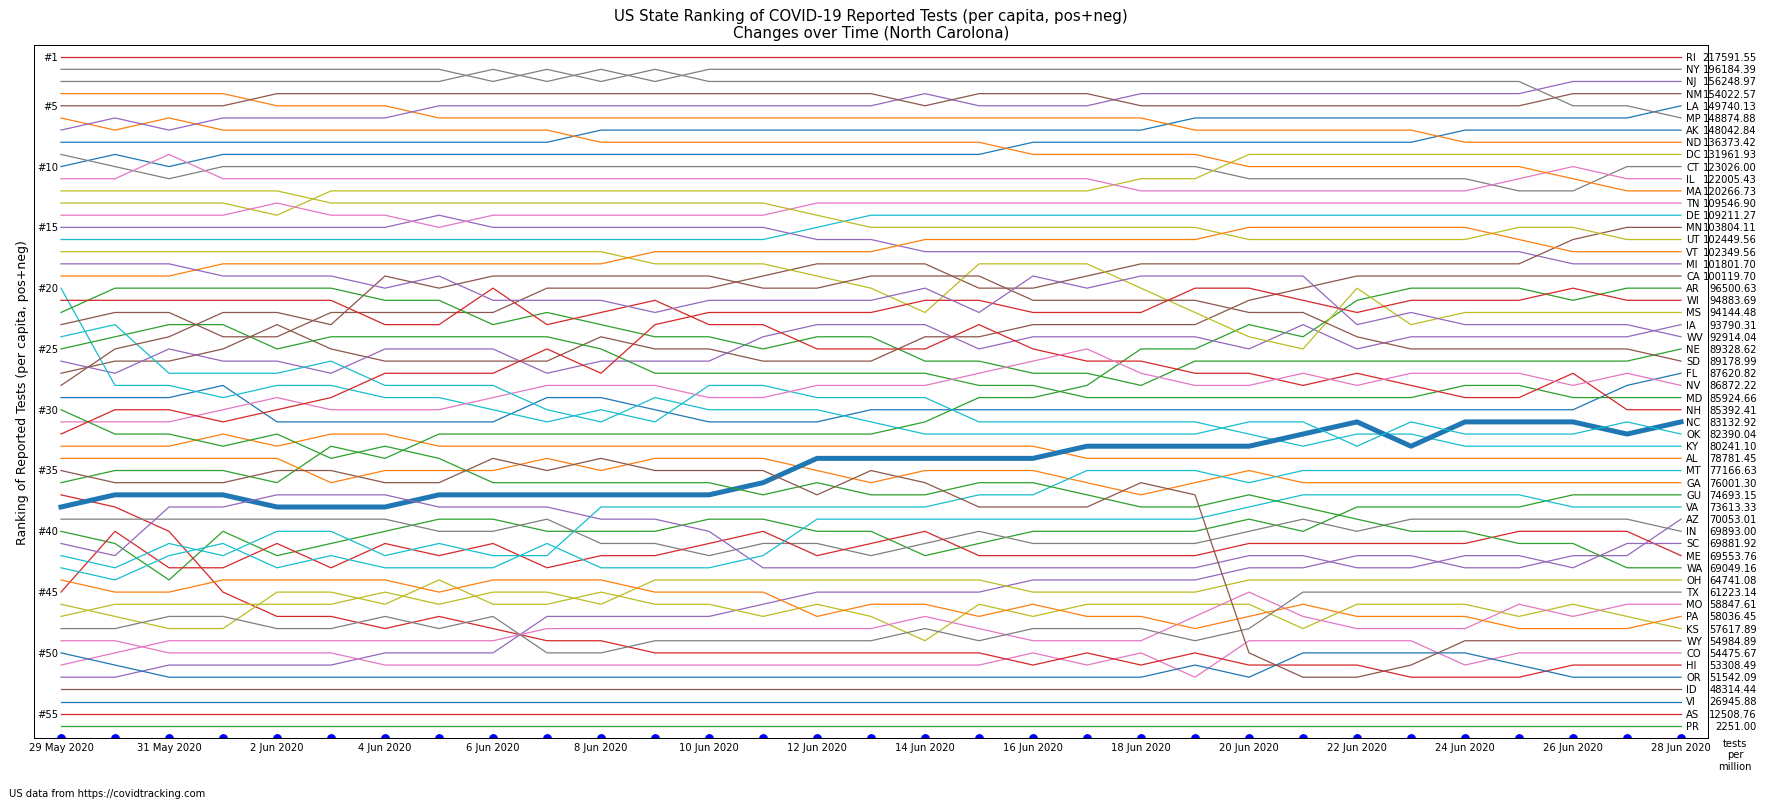 US State Ranking of COVID-19 Reported Tests (per capita, pos+neg)
Changes over Time (North Carolona)
Ranking of Reported Tests (per capita, pos+neg)
#1
#5
#10
#15
#20
#25
#30
#35
#40
#45
#50
#55
RI 217591.55
NY 196184.39
NJ 156248.97
NM 154022.57
LA 149740.13
MP 148874.88
AK 148042.84
ND 136373.42
DC 131961.93
CT 123026.00
IL 122005.43
MA 120266.73
TN 109546.90
DE 109211.27
MN 103804.11
UT 102449.56
VT 102349.56
MI 101801.70
CA 100119.70
AR 96500.63
WI 94883.69
MS 94144.48
IA 93790.31
WV 92914.04
NE 89328.62
SD 89178.99
FL 87620.82
NV 86872.22
MD 85924.66
NH 85392.41
NC 83132.92
OK 82390.04
KY 80241.10
AL 78781.45
MT 77166.63
GA 76001.30
GU 74693.15
VA 73613.33
AZ 70053.01
IN 69893.00
SC 69881.92
ME 69553.76
WA 69049.16
OH 64741.08
TX 61223.14
MO 58847.61
PA 58036.45
KS 57617.89
WY 54984.89
CO 54475.67
HI 53308.49
OR 51542.09
ID 48314.44
VI 26945.88
AS 12508.76
PR 2251.00
29 May 2020 31 May 2020 2 Jun 2020 4 Jun 2020 6 Jun 2020 8 Jun 2020 10 Jun 2020 12 Jun 2020 14 Jun 2020 16 Jun 2020 18 Jun 2020 20 Jun 2020 22 Jun 2020 24 Jun 2020 26 Jun 2020 28 Jun 2020
tests
per
million
US data from https://covidtracking.com